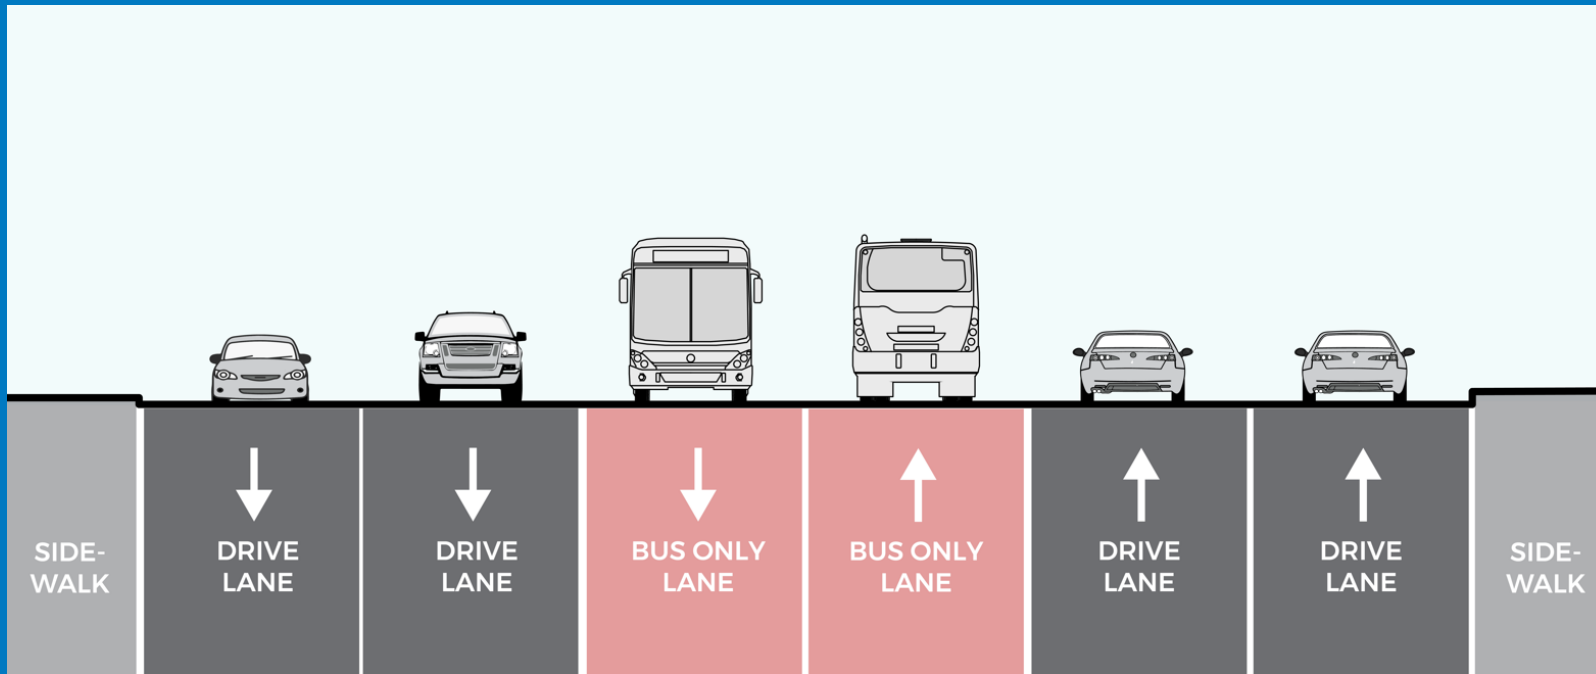 SIDE-
WALK
DRIVE
LANE
DRIVE
LANE
BUS ONLY
LANE
BUS ONLY
LANE
DRIVE
LANE
DRIVE
LANE
SIDE-
WALK